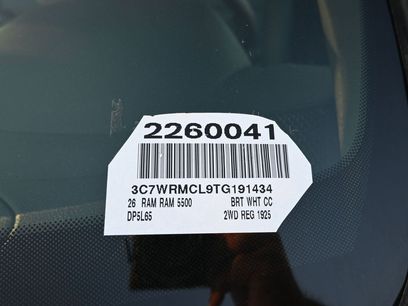 2260041
3C7WRMCL9TG191434
26 RAM RAM 5500 BRT WHT CC
DP5L65 2WD REG 1925